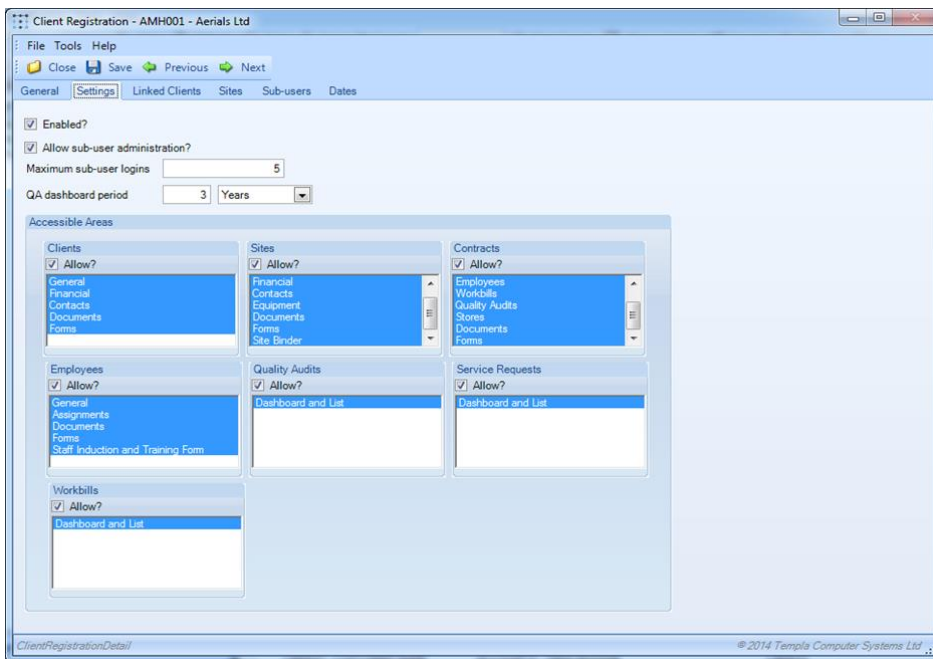 Client Registration - AMH001 - Aerials Ltd
File Tools Help
Close Save Previous Next
General Settings Linked Clients Sites Sub-users Dates
Enabled?
Allow sub-user administration?
Maximum sub-user logins 5
QA dashboard period 3 Years
Accessible Areas
Clients
Allow?
General
Financial
Contacts
Documents
Forms
Sites
Allow?
Financial
Contacts
Equipment
Documents
Forms
Site Binder
Contracts
Allow?
Employees
Workbills
Quality Audits
Stores
Documents
Forms
Employees
Allow?
General
Assignments
Documents
Forms
Staff Induction and Training Form
Quality Audits
Allow?
Dashboard and List
Service Requests
Allow?
Dashboard and List
Workbills
Allow?
Dashboard and List
ClientRegistrationDetail
© 2014 Templa Computer Systems Ltd